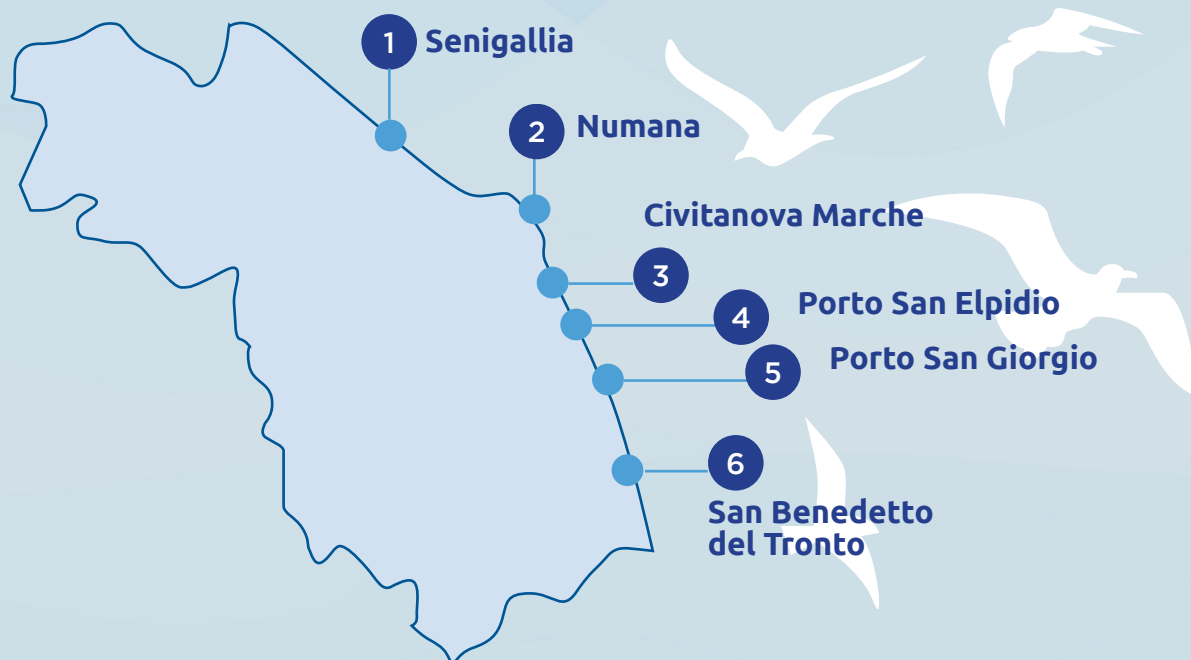 1 Senigallia
2 Numana
Civitanova Marche
3
4 Porto San Elpidio
5 Porto San Giorgio
6
San Benedetto
del Tronto